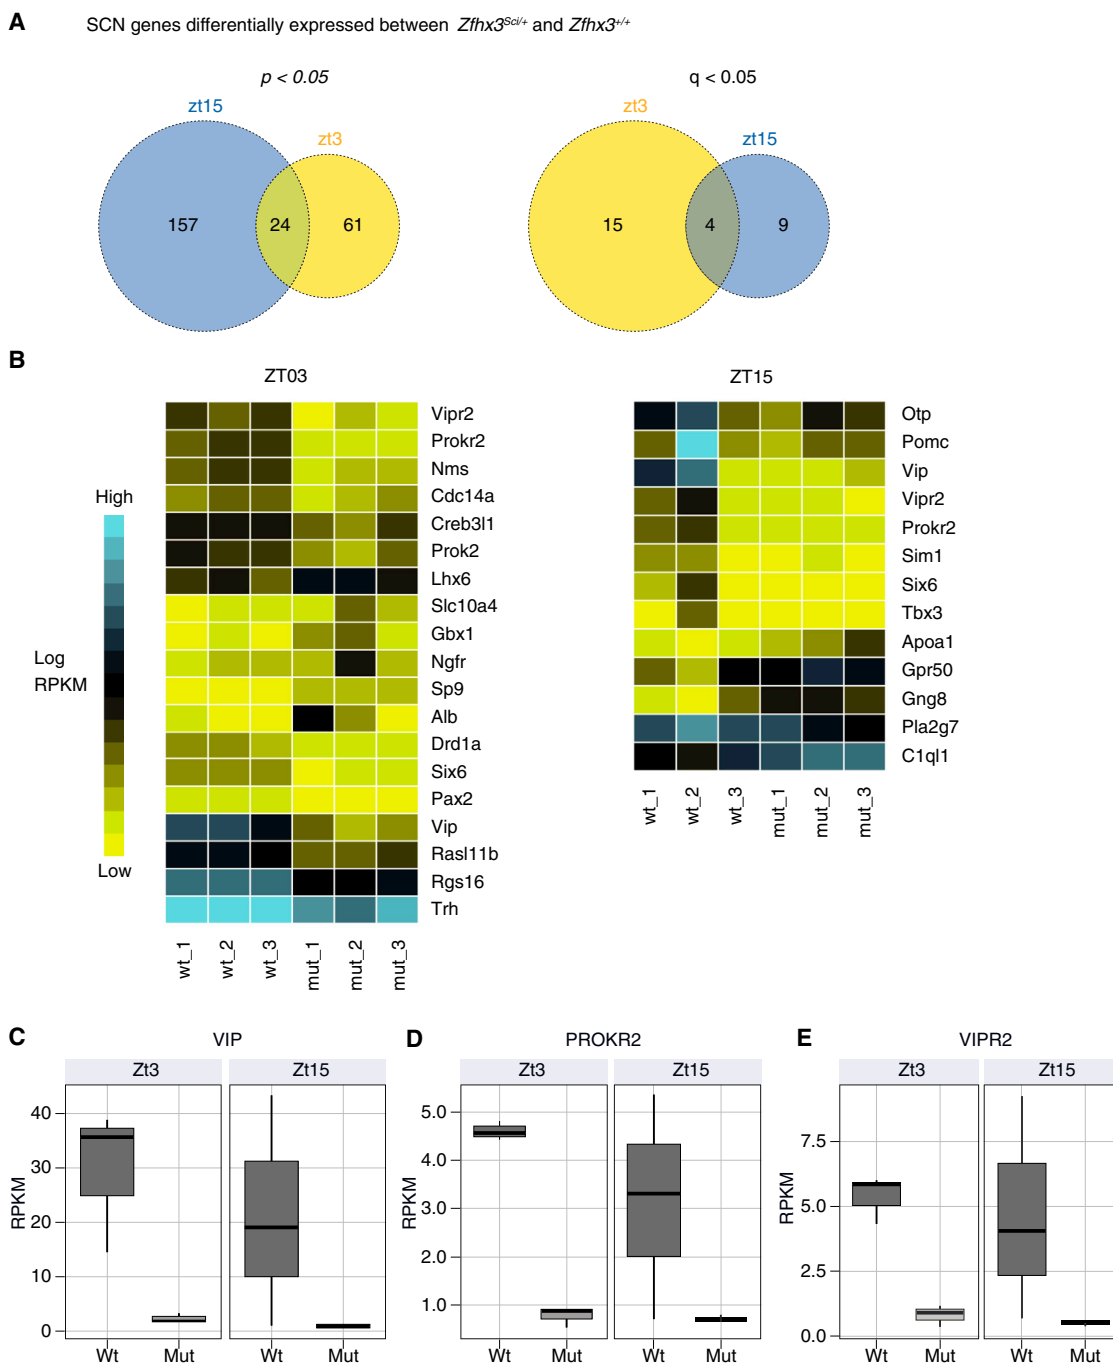 A
SCN genes differentially expressed between Zfhx3Sci/+ and Zfhx3+/+
p < 0.05
q < 0.05
zt15
zt3
157
24
61
zt3
zt15
15
4
9
B
ZT03
ZT15
High
Log
RPKM
Low
Vipr2
Prokr2
Nms
Cdc14a
Creb3l1
Prok2
Lhx6
Slc10a4
Gbx1
Ngfr
Sp9
Alb
Drd1a
Six6
Pax2
Vip
Rasl11b
Rgs16
Trh
wt_1
wt_2
wt_3
mut_1
mut_2
mut_3
Otp
Pomc
Vip
Vipr2
Prokr2
Sim1
Six6
Tbx3
Apoa1
Gpr50
Gng8
Pla2g7
C1ql1
wt_1
wt_2
wt_3
mut_1
mut_2
mut_3
C
VIP
Zt3
Zt15
RPKM
40
30
20
10
0
Wt
Mut
Wt
Mut
D
PROKR2
Zt3
Zt15
RPKM
5.0
4.0
3.0
2.0
1.0
Wt
Mut
Wt
Mut
E
VIPR2
Zt3
Zt15
RPKM
7.5
5.0
2.5
0.0
Wt
Mut
Wt
Mut